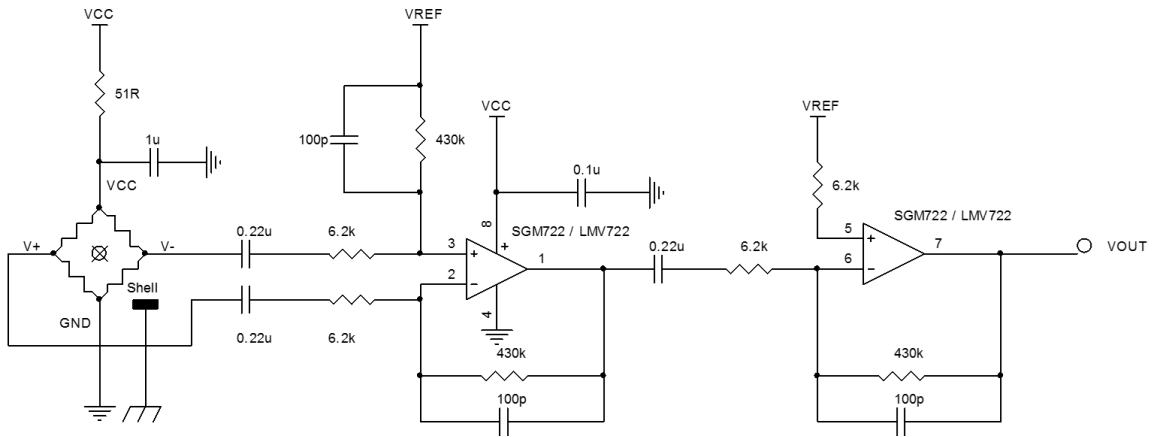 VCC
VREF
51R
100p
430k
VCC
VREF
1u
0.1u
6.2k
VCC
SGM722 / LMV722
SGM722 / LMV722
8
+
V+
V-
0.22u
6.2k
3
+
1
0.22u
6.2k
5
+
7
VOUT
2
−
6
−
Shell
4
GND
0.22u
6.2k
430k
430k
100p
100p